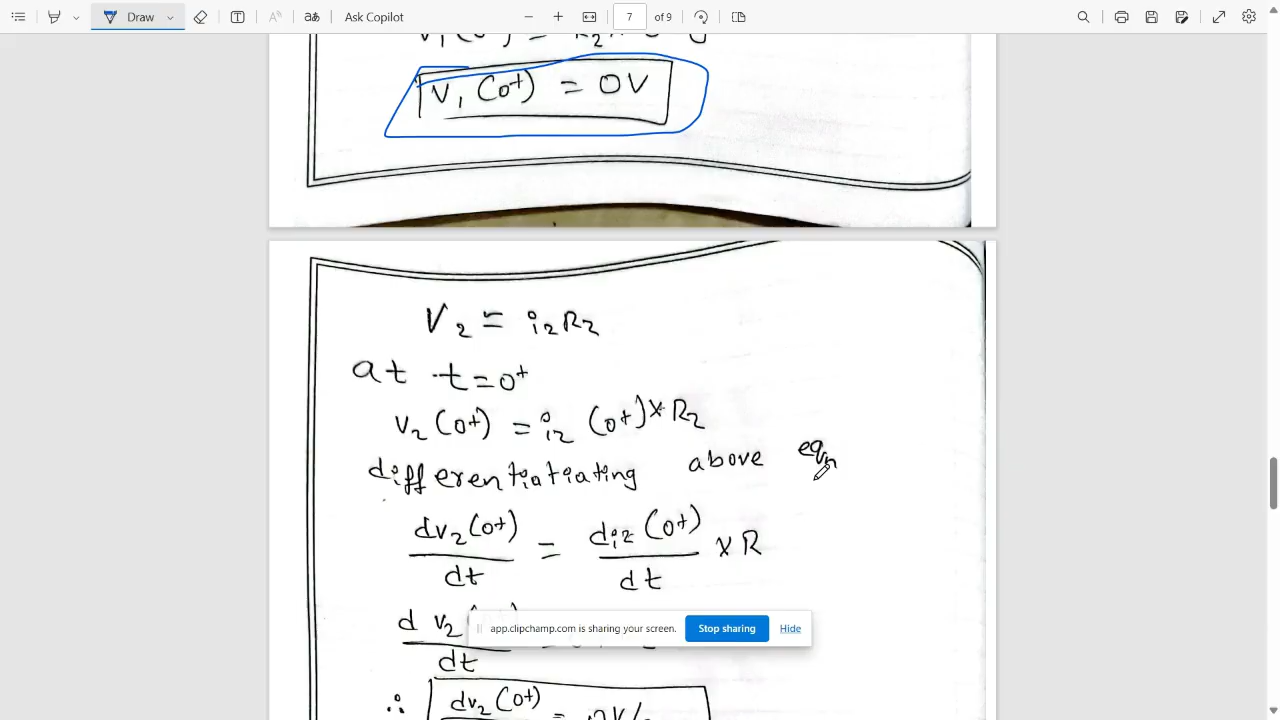 Draw
Ask Copilot
7 of 9
V₁ (0+) = 0V
V₂ = i₂R₂
at t=0⁺
v₂ (0+) = i₂ (0+) × R₂
differentiatiating above eqn
dv₂(0+)/dt = di₂(0+)/dt × R
d v₂
dt
app.clipchamp.com is sharing your screen. Stop sharing Hide
∴ dv₂(0+)